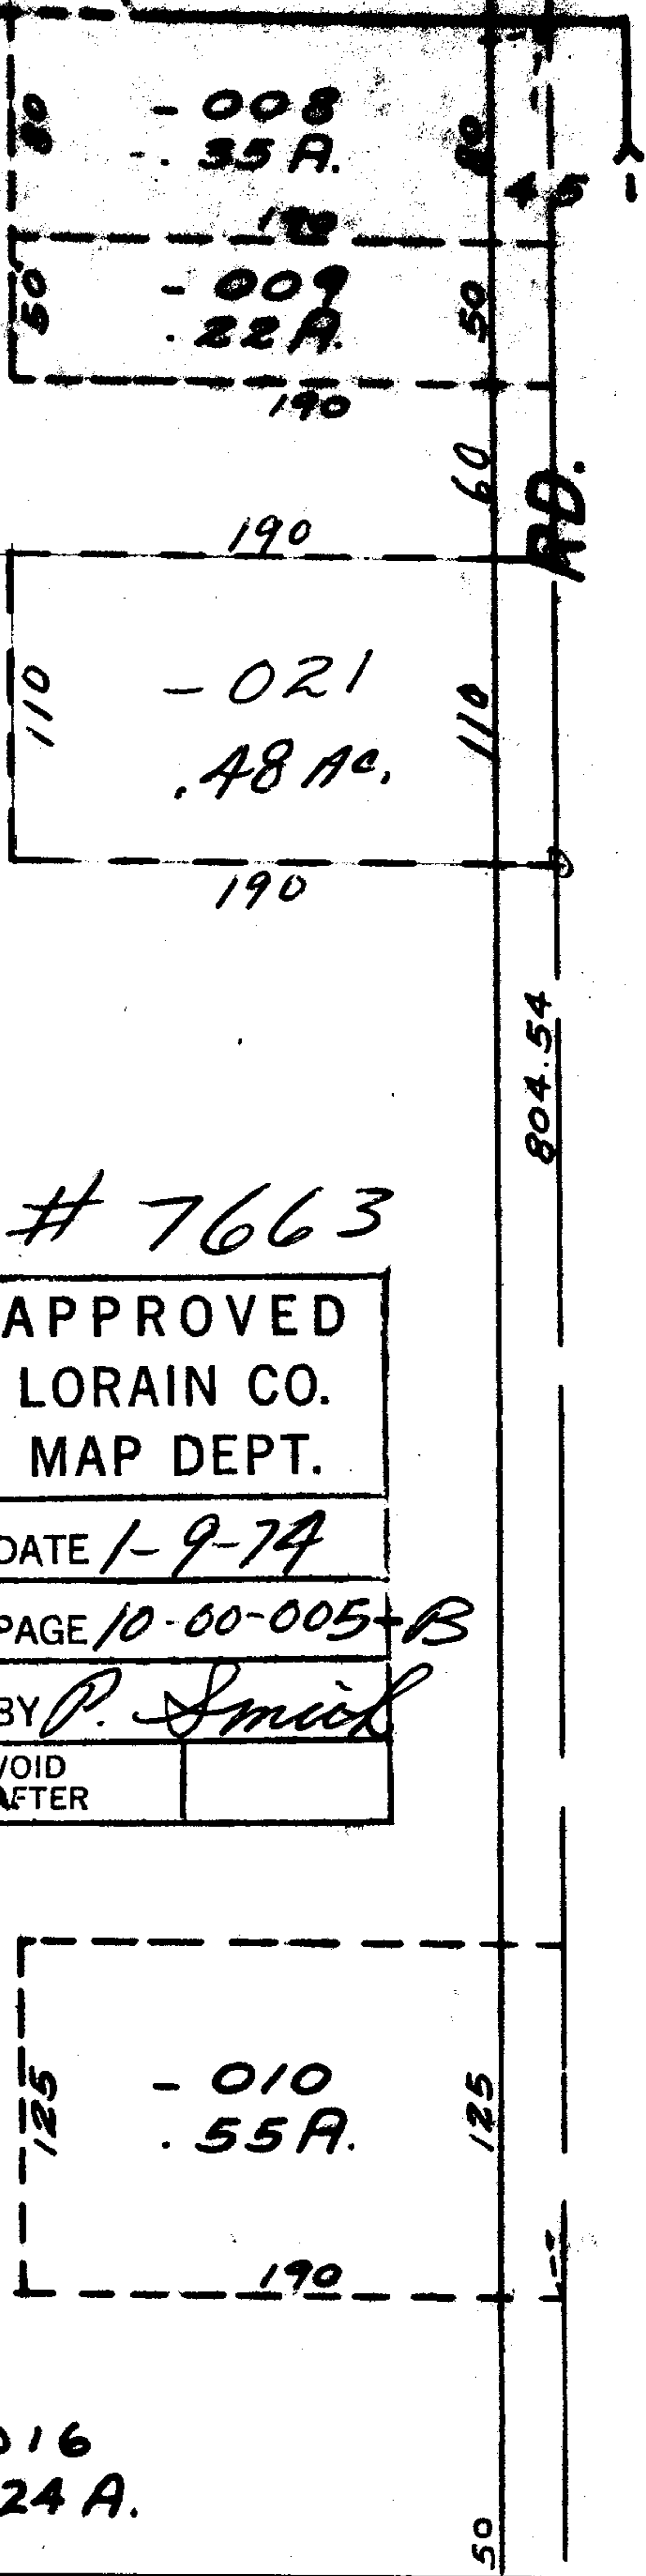 80 - 008 80
. 35 A.
45
190
50 - 009 50
. 22 A.
190
60
RD.
190
110 - 021 110
.48 Ac.
190
804.54
# 7663
APPROVED
LORAIN CO.
MAP DEPT.
DATE 1-9-74
PAGE 10-00-005-B
BY P. Smith
VOID
AFTER
125 - 010 125
. 55 A.
190
016
24 A.
50